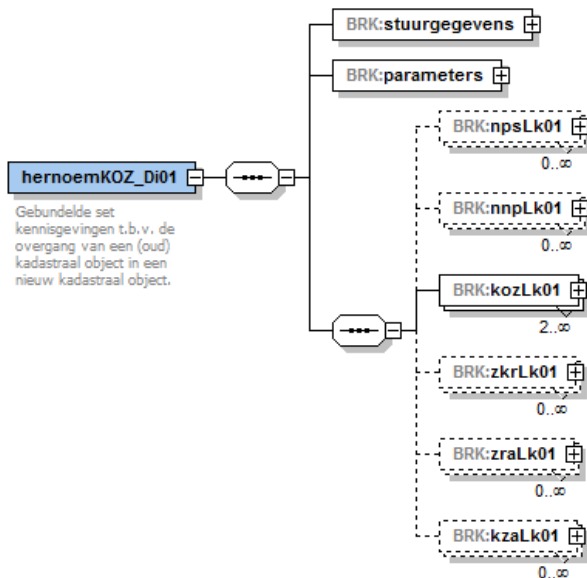 BRK:stuurgegevens
BRK:parameters
BRK:npsLk01
0..∞
BRK:nnpLk01
0..∞
hernoemKOZ_Di01
Gebundelde set
kennisgevingen t.b.v. de
overgang van een (oud)
kadastraal object in een
nieuw kadastraal object.
BRK:kozLk01
2..∞
BRK:zkrLk01
0..∞
BRK:zraLk01
0..∞
BRK:kzaLk01
0..∞